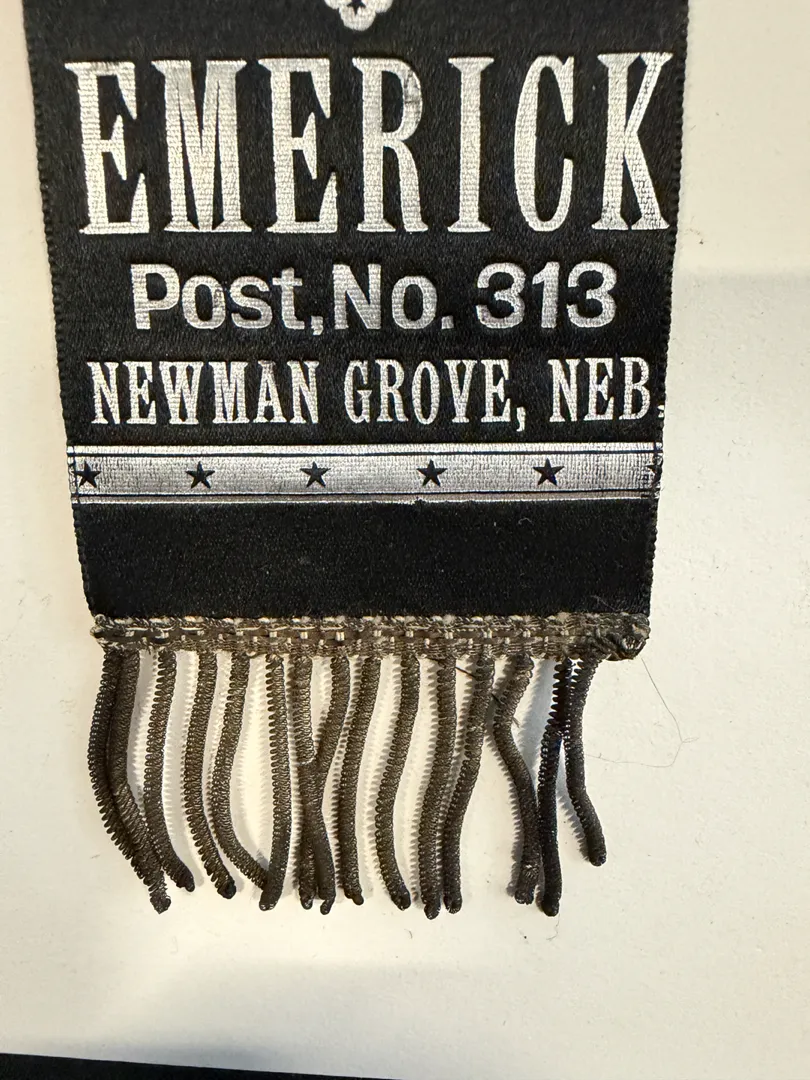 EMERICK
Post, No. 313
NEWMAN GROVE, NEB.